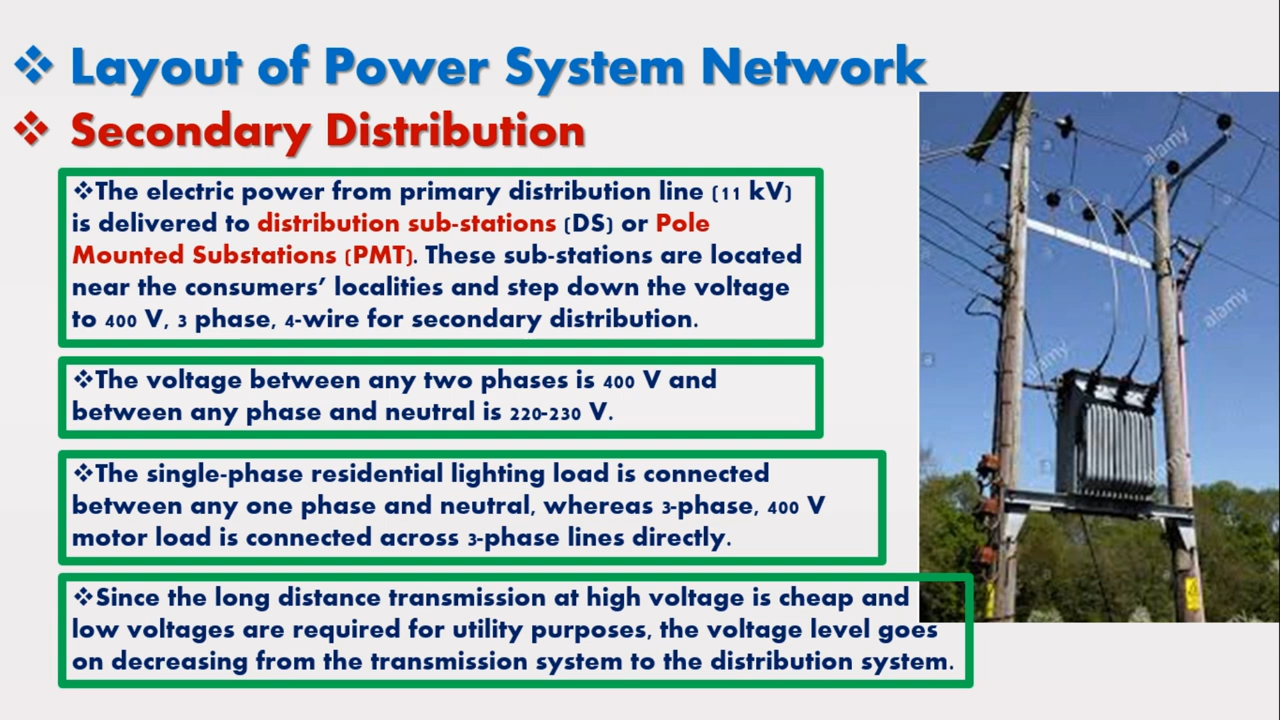 ❖ Layout of Power System Network
❖ Secondary Distribution
❖The electric power from primary distribution line (11 kV)
is delivered to distribution sub-stations (DS) or Pole
Mounted Substations (PMT). These sub-stations are located
near the consumers’ localities and step down the voltage
to 400 V, 3 phase, 4-wire for secondary distribution.
❖The voltage between any two phases is 400 V and
between any phase and neutral is 220-230 V.
❖The single-phase residential lighting load is connected
between any one phase and neutral, whereas 3-phase, 400 V
motor load is connected across 3-phase lines directly.
❖Since the long distance transmission at high voltage is cheap and
low voltages are required for utility purposes, the voltage level goes
on decreasing from the transmission system to the distribution system.
alamy
alamy
alamy
alamy
a
a
a
a
a
a